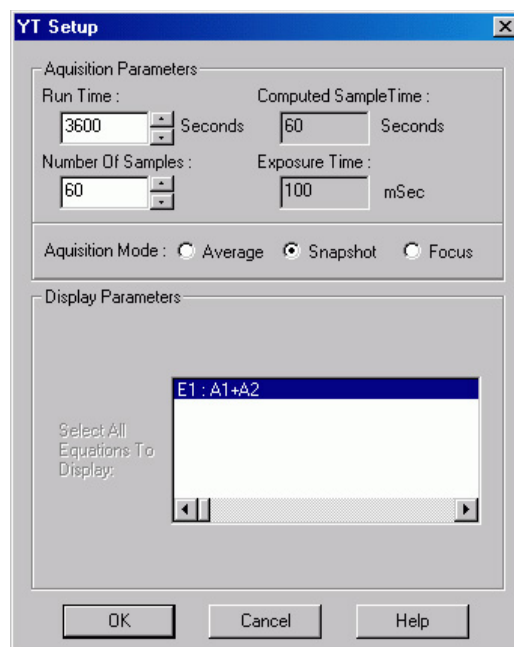 YT Setup
Aquisition Parameters
Run Time :
Computed SampleTime :
3600
Seconds
60
Seconds
Number Of Samples :
Exposure Time :
60
100
mSec
Aquisition Mode :
Average
Snapshot
Focus
Display Parameters
E1 : A1+A2
Select All
Equations To
Display:
OK
Cancel
Help